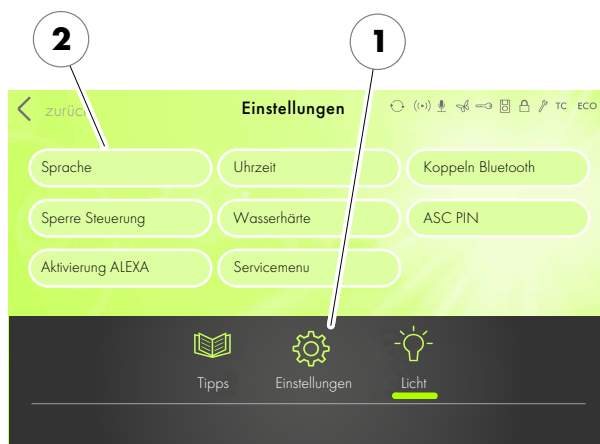 2 1
zurück Einstellungen TC ECO
Sprache Uhrzeit Koppeln Bluetooth
Sperre Steuerung Wasserhärte ASC PIN
Aktivierung ALEXA Servicemenu
Tipps Einstellungen Licht